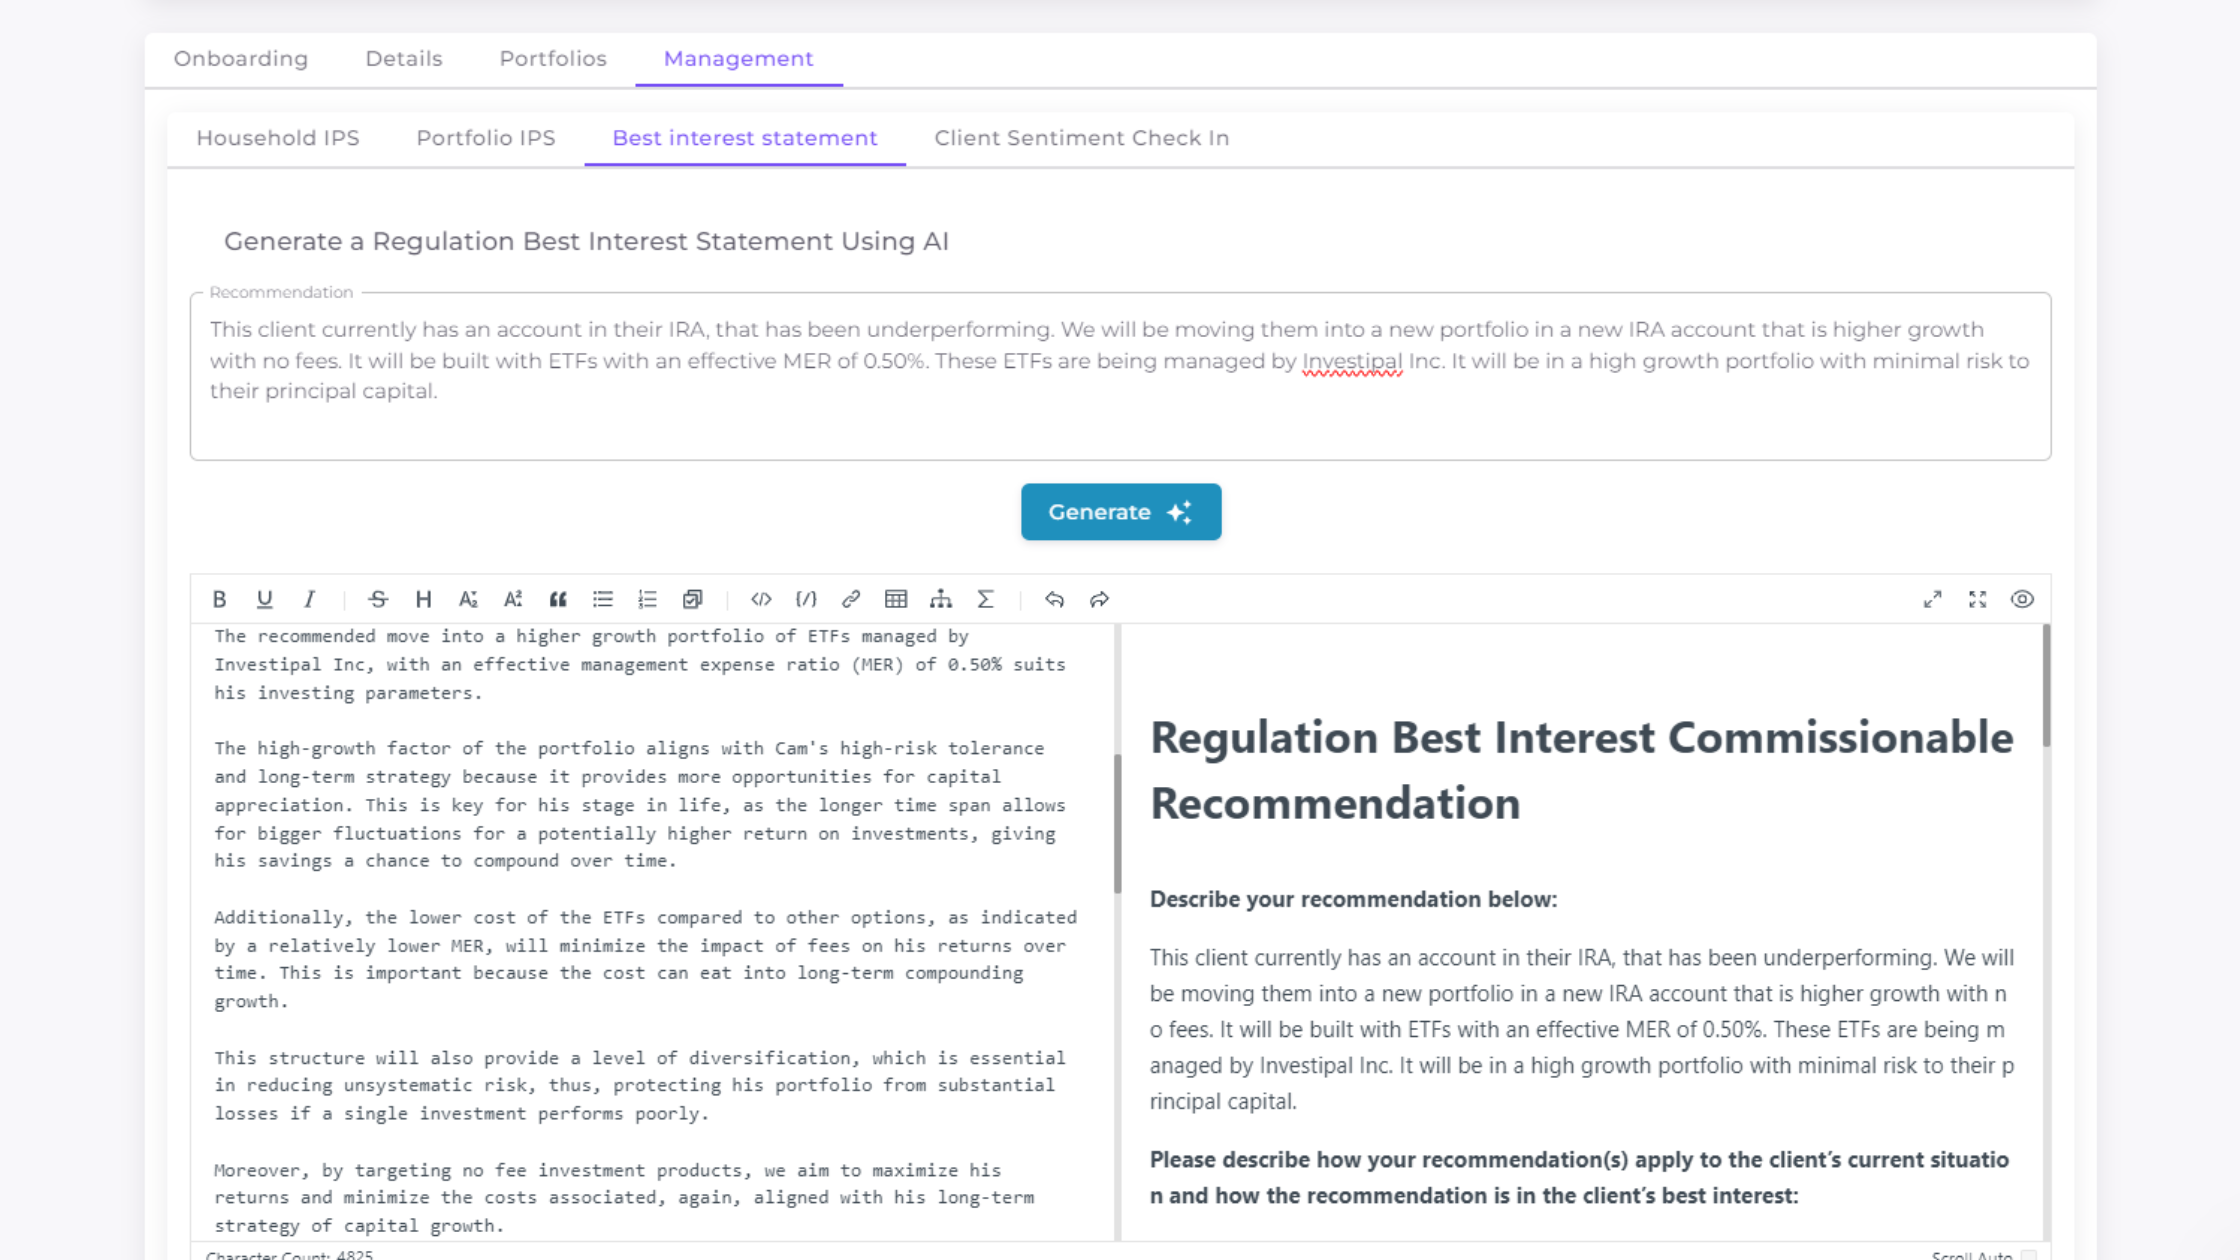 Onboarding Details Portfolios Management
Household IPS Portfolio IPS Best interest statement Client Sentiment Check In
Generate a Regulation Best Interest Statement Using AI
Recommendation
This client currently has an account in their IRA, that has been underperforming. We will be moving them into a new portfolio in a new IRA account that is higher growth
with no fees. It will be built with ETFs with an effective MER of 0.50%. These ETFs are being managed by Investipal Inc. It will be in a high growth portfolio with minimal risk to
their principal capital.
Generate
The recommended move into a higher growth portfolio of ETFs managed by
Investipal Inc, with an effective management expense ratio (MER) of 0.50% suits
his investing parameters.
The high-growth factor of the portfolio aligns with Cam's high-risk tolerance
and long-term strategy because it provides more opportunities for capital
appreciation. This is key for his stage in life, as the longer time span allows
for bigger fluctuations for a potentially higher return on investments, giving
his savings a chance to compound over time.
Additionally, the lower cost of the ETFs compared to other options, as indicated
by a relatively lower MER, will minimize the impact of fees on his returns over
time. This is important because the cost can eat into long-term compounding
growth.
This structure will also provide a level of diversification, which is essential
in reducing unsystematic risk, thus, protecting his portfolio from substantial
losses if a single investment performs poorly.
Moreover, by targeting no fee investment products, we aim to maximize his
returns and minimize the costs associated, again, aligned with his long-term
strategy of capital growth.
Character Count: 4825
Regulation Best Interest Commissionable
Recommendation
Describe your recommendation below:
This client currently has an account in their IRA, that has been underperforming. We will
be moving them into a new portfolio in a new IRA account that is higher growth with n
o fees. It will be built with ETFs with an effective MER of 0.50%. These ETFs are being m
anaged by Investipal Inc. It will be in a high growth portfolio with minimal risk to their p
rincipal capital.
Please describe how your recommendation(s) apply to the client's current situatio
n and how the recommendation is in the client's best interest:
Scroll Auto